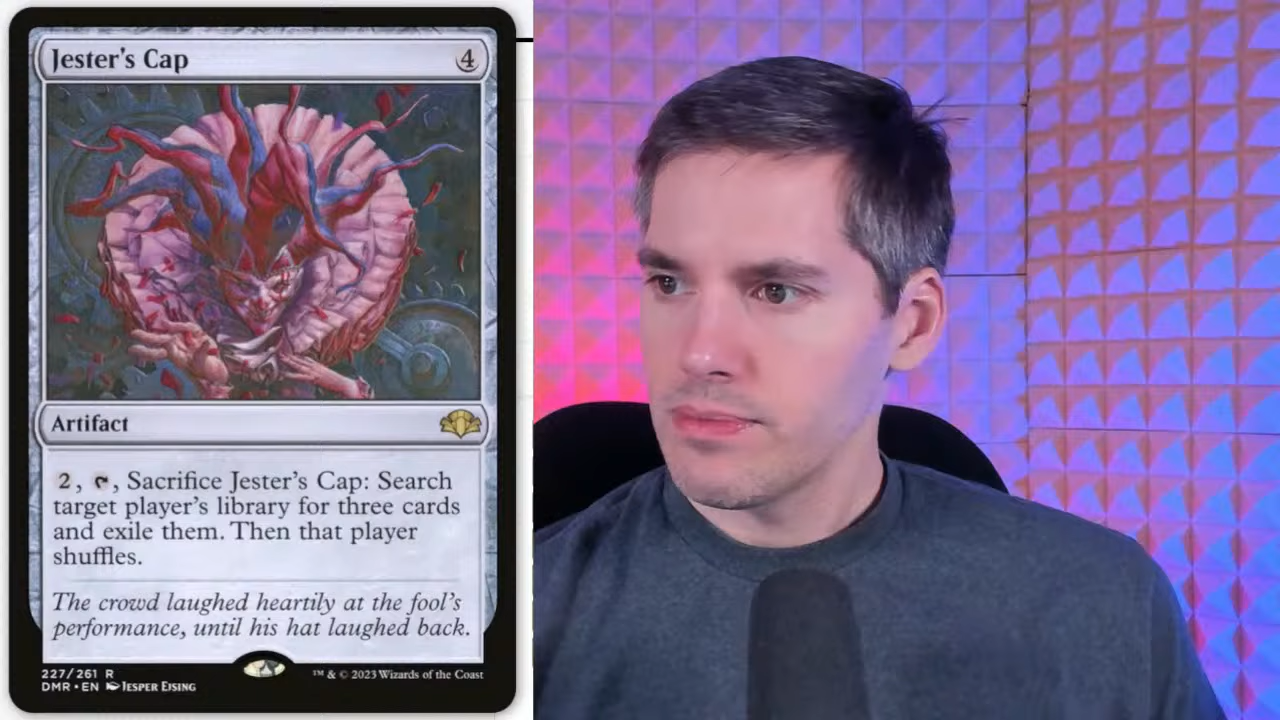 Jester's Cap 4
Artifact
2, , Sacrifice Jester's Cap: Search
target player's library for three cards
and exile them. Then that player
shuffles.
The crowd laughed heartily at the fool's
performance, until his hat laughed back.
227/261 R
DMR • EN Jesper Eising
™ & © 2023 Wizards of the Coast